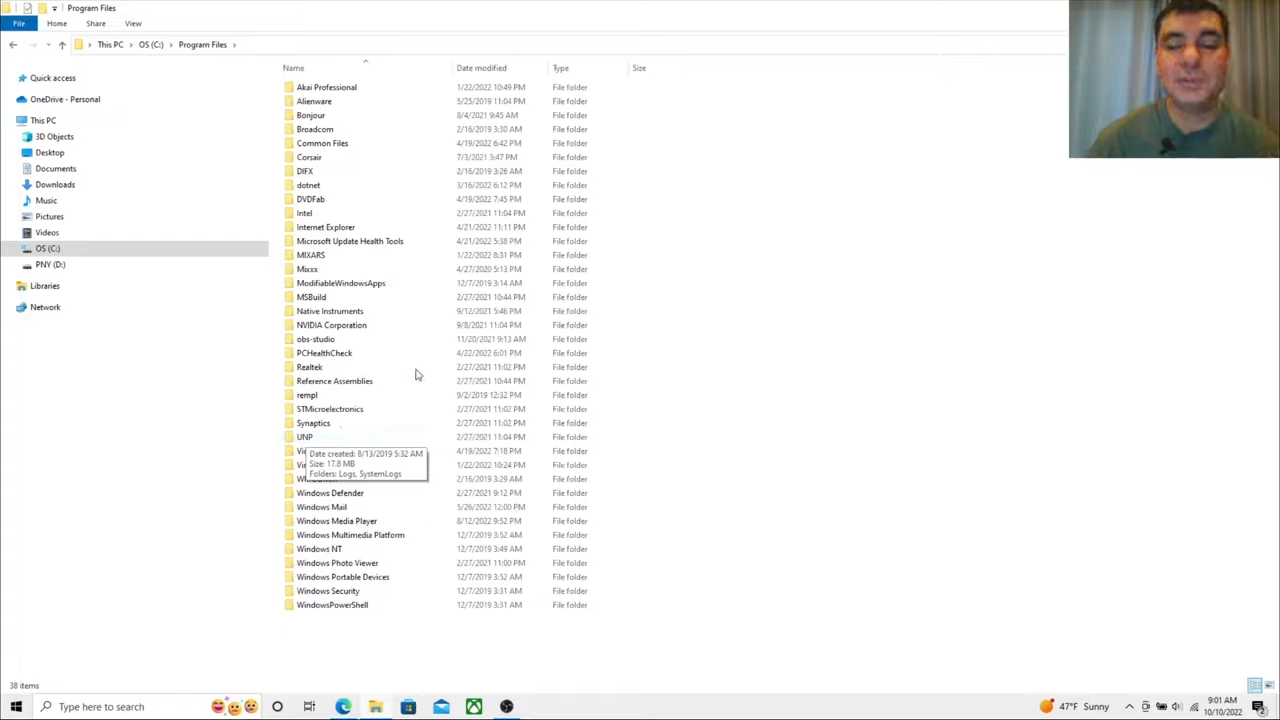 Program Files
File Home Share View
This PC OS (C:) Program Files
Name Date modified Type Size
Quick access
OneDrive - Personal
This PC
3D Objects
Desktop
Documents
Downloads
Music
Pictures
Videos
OS (C:)
PNY (D:)
Libraries
Network
Akai Professional 1/22/2022 10:49 PM File folder
Alienware 5/25/2019 11:04 PM File folder
Bonjour 8/4/2021 9:45 AM File folder
Broadcom 2/16/2019 3:30 AM File folder
Common Files 4/19/2022 6:42 PM File folder
Corsair 7/3/2021 3:47 PM File folder
DIFX 2/16/2019 3:26 AM File folder
dotnet 3/16/2022 6:12 PM File folder
DVDFab 4/19/2022 7:45 PM File folder
Intel 2/27/2021 11:04 PM File folder
Internet Explorer 4/21/2022 11:11 PM File folder
Microsoft Update Health Tools 4/21/2022 5:38 PM File folder
MIXARS 1/22/2022 8:31 PM File folder
Mixxx 4/27/2020 5:13 PM File folder
ModifiableWindowsApps 12/7/2019 3:14 AM File folder
MSBuild 2/27/2021 10:44 PM File folder
Native Instruments 9/12/2021 5:46 PM File folder
NVIDIA Corporation 9/8/2021 11:04 PM File folder
obs-studio 11/20/2021 9:13 AM File folder
PCHealthCheck 4/22/2022 6:01 PM File folder
Realtek 2/27/2021 11:02 PM File folder
Reference Assemblies 2/27/2021 10:44 PM File folder
rempl 9/2/2019 12:32 PM File folder
STMicroelectronics 2/27/2021 11:02 PM File folder
Synaptics 2/27/2021 11:02 PM File folder
UNP 2/27/2021 11:04 PM File folder
4/19/2022 7:18 PM File folder
1/22/2022 10:24 PM File folder
2/16/2019 3:29 AM File folder
Date created: 8/13/2019 5:32 AM
Size: 17.8 MB
Folders: Logs, SystemLogs
Windows Defender 2/27/2021 9:12 PM File folder
Windows Mail 5/26/2022 12:00 PM File folder
Windows Media Player 8/12/2022 9:52 PM File folder
Windows Multimedia Platform 12/7/2019 3:52 AM File folder
Windows NT 12/7/2019 3:49 AM File folder
Windows Photo Viewer 2/27/2021 11:00 PM File folder
Windows Portable Devices 12/7/2019 3:52 AM File folder
Windows Security 12/7/2019 3:31 AM File folder
WindowsPowerShell 12/7/2019 3:31 AM File folder
38 items
Type here to search
47°F Sunny
9:01 AM
10/10/2022